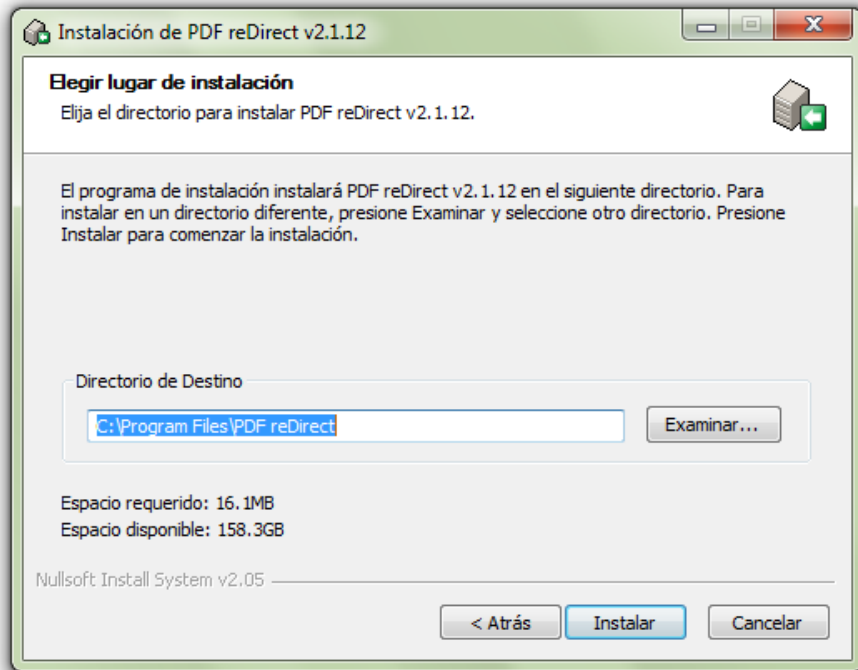 Instalación de PDF reDirect v2.1.12
Elegir lugar de instalación
Elija el directorio para instalar PDF reDirect v2.1.12.
El programa de instalación instalará PDF reDirect v2.1.12 en el siguiente directorio. Para
instalar en un directorio diferente, presione Examinar y seleccione otro directorio. Presione
Instalar para comenzar la instalación.
Directorio de Destino
C:\Program Files\PDF reDirect
Examinar...
Espacio requerido: 16.1MB
Espacio disponible: 158.3GB
Nullsoft Install System v2.05
< Atrás
Instalar
Cancelar